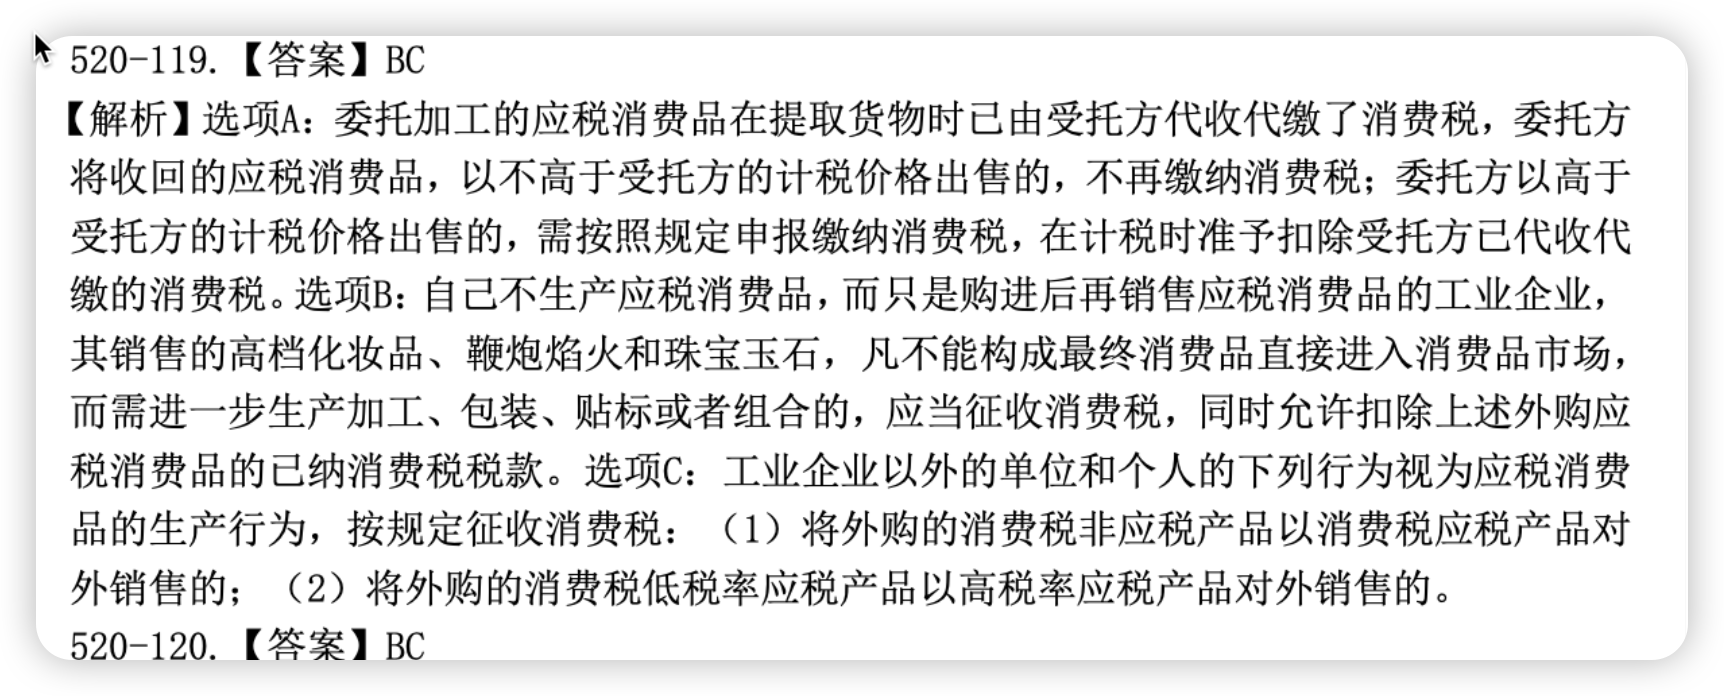 520-119.【答案】BC
【解析】选项A：委托加工的应税消费品在提取货物时已由受托方代收代缴了消费税，委托方
将收回的应税消费品，以不高于受托方的计税价格出售的，不再缴纳消费税；委托方以高于
受托方的计税价格出售的，需按照规定申报缴纳消费税，在计税时准予扣除受托方已代收代
缴的消费税。选项B：自己不生产应税消费品，而只是购进后再销售应税消费品的工业企业，
其销售的高档化妆品、鞭炮焰火和珠宝玉石，凡不能构成最终消费品直接进入消费品市场，
而需进一步生产加工、包装、贴标或者组合的，应当征收消费税，同时允许扣除上述外购应
税消费品的已纳消费税税款。选项C：工业企业以外的单位和个人的下列行为视为应税消费
品的生产行为，按规定征收消费税：（1）将外购的消费税非应税产品以消费税应税产品对
外销售的；（2）将外购的消费税低税率应税产品以高税率应税产品对外销售的。
520-120.【答案】BC